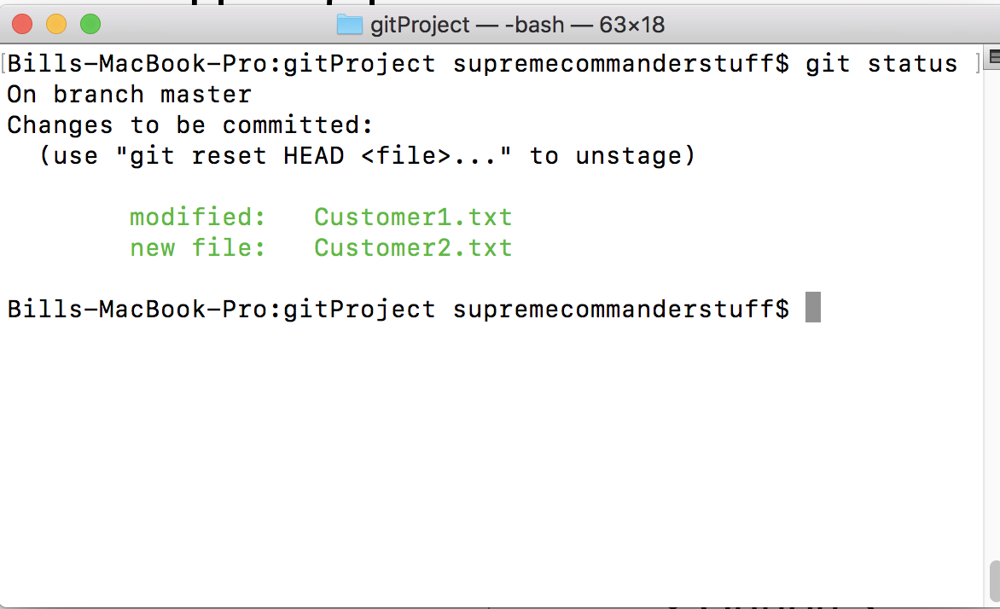 gitProject — -bash — 63×18
[Bills-MacBook-Pro:gitProject supremecommanderstuff$ git status ]
On branch master
Changes to be committed:
  (use "git reset HEAD <file>..." to unstage)
        modified:   Customer1.txt
        new file:   Customer2.txt
Bills-MacBook-Pro:gitProject supremecommanderstuff$